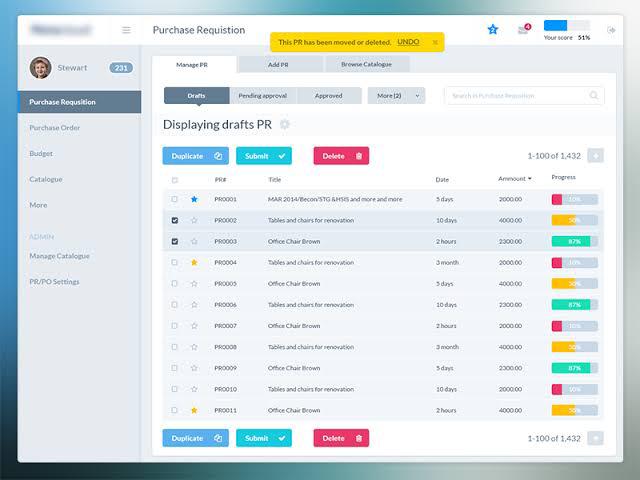 Purchase Requistion
This PR has been moved or deleted. UNDO ×
2
4
Your score 51%
Stewart 231
Manage PR Add PR Browse Catalogue
Purchase Requsition
Purchase Order
Budget
Catalogue
More
ADMIN
Manage Catalogue
PR/PO Settings
Drafts Pending approval Approved More (2)
Search in Purchase Requisition
Displaying drafts PR
Duplicate Submit Delete 1-100 of 1,432
PR# Title Date Ammount Progress
PR0001 MAR 2014/Becon/STG &HSIS and more and more 5 days 2000.00 10%
PR0002 Tables and chairs for renovation 10 days 4000.00 50%
PR0003 Office Chair Brown 2 hours 2300.00 87%
PR0004 Tables and chairs for renovation 3 month 2000.00 10%
PR0005 Office Chair Brown 5 days 4000.00 50%
PR0006 Tables and chairs for renovation 10 days 2300.00 87%
PR0007 Office Chair Brown 2 hours 2000.00 10%
PR0008 Tables and chairs for renovation 3 month 4000.00 50%
PR0009 Office Chair Brown 5 days 2300.00 87%
PR0010 Tables and chairs for renovation 10 days 2000.00 10%
PR0011 Office Chair Brown 2 hours 4000.00 50%
Duplicate Submit Delete 1-100 of 1,432